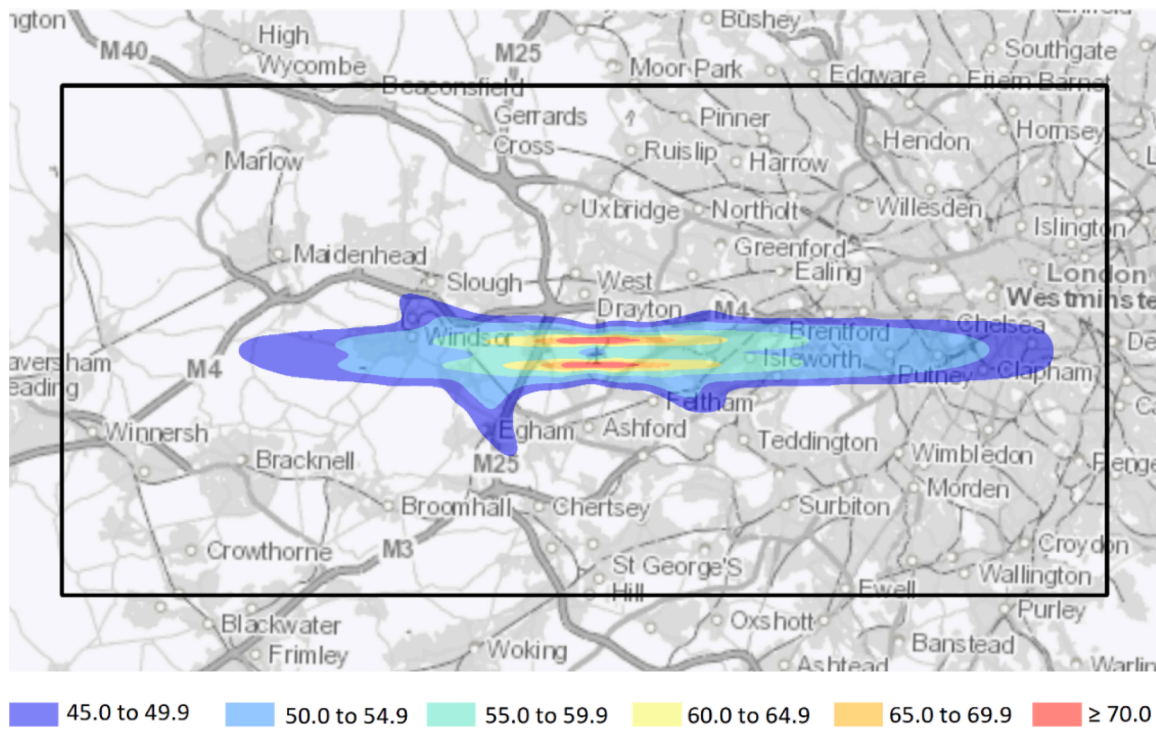 ngton
M40
High
Wycombe
Beaconsfield
M25
Bushey
Moor Park
Edgware
Southgate
Friern Barnet
Gerrards
Cross
Pinner
Ruislip
Harrow
Hendon
Hornsey
Marlow
Uxbridge
Northolt
Willesden
Islington
Maidenhead
Slough
West
Drayton
Greenford
Ealing
London
Westminste
M4
Windsor
Brentford
Chelsea
De
aversham
eading
M4
Isleworth
Putney
Clapham
Feltham
Ca
Winnersh
Egham
Ashford
Teddington
Wimbledon
Penge
M25
Bracknell
Morden
Broomhall
Chertsey
Surbiton
Crowthorne
M3
St George'S
Hill
Croydon
Wallington
Ewell
Purley
Blackwater
Frimley
Woking
Oxshott
Banstead
Ashtead
Warlin
45.0 to 49.9 50.0 to 54.9 55.0 to 59.9 60.0 to 64.9 65.0 to 69.9 ≥ 70.0